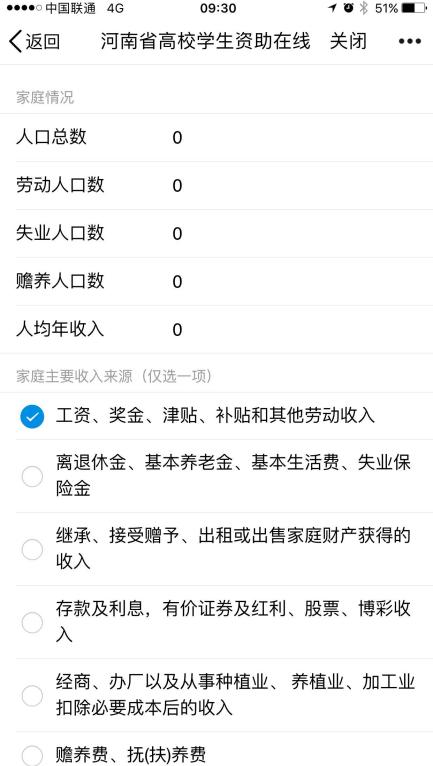 中国联通 4G 09:30 51%
返回 河南省高校学生资助在线 关闭
家庭情况
人口总数 0
劳动人口数 0
失业人口数 0
赡养人口数 0
人均年收入 0
家庭主要收入来源（仅选一项）
工资、奖金、津贴、补贴和其他劳动收入
离退休金、基本养老金、基本生活费、失业保
险金
继承、接受赠予、出租或出售家庭财产获得的
收入
存款及利息，有价证券及红利、股票、博彩收
入
经商、办厂以及从事种植业、 养植业、加工业
扣除必要成本后的收入
赡养费、抚(扶)养费